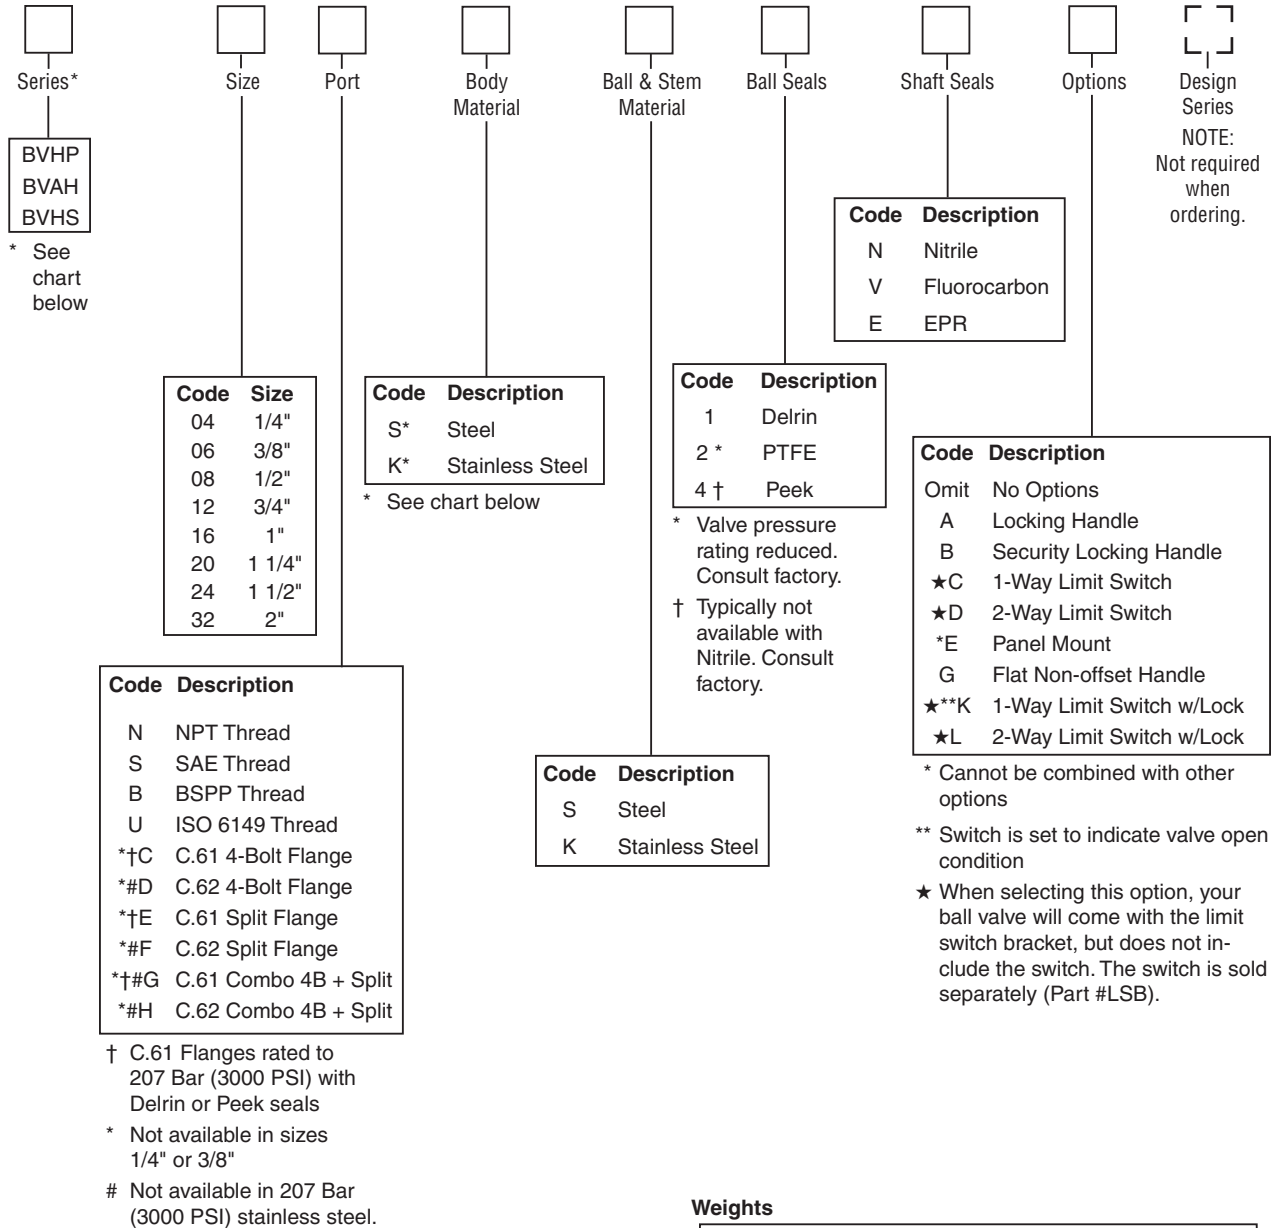 Series*
Size
Port
Body
Material
Ball & Stem
Material
Ball Seals
Shaft Seals
Options
Design
Series
NOTE:
Not required
when
ordering.
BVHP
BVAH
BVHS
* See
chart
below
Code Size
04 1/4"
06 3/8"
08 1/2"
12 3/4"
16 1"
20 1 1/4"
24 1 1/2"
32 2"
Code Description
N NPT Thread
S SAE Thread
B BSPP Thread
U ISO 6149 Thread
*†C C.61 4-Bolt Flange
*#D C.62 4-Bolt Flange
*†E C.61 Split Flange
*#F C.62 Split Flange
*†#G C.61 Combo 4B + Split
*#H C.62 Combo 4B + Split
† C.61 Flanges rated to
207 Bar (3000 PSI) with
Delrin or Peek seals
* Not available in sizes
1/4" or 3/8"
# Not available in 207 Bar
(3000 PSI) stainless steel.
Code Description
S* Steel
K* Stainless Steel
* See chart below
Code Description
S Steel
K Stainless Steel
Code Description
1 Delrin
2 * PTFE
4 † Peek
* Valve pressure
rating reduced.
Consult factory.
† Typically not
available with
Nitrile. Consult
factory.
Code Description
N Nitrile
V Fluorocarbon
E EPR
Code Description
Omit No Options
A Locking Handle
B Security Locking Handle
★C 1-Way Limit Switch
★D 2-Way Limit Switch
*E Panel Mount
G Flat Non-offset Handle
★**K 1-Way Limit Switch w/Lock
★L 2-Way Limit Switch w/Lock
* Cannot be combined with other
options
** Switch is set to indicate valve open
condition
★ When selecting this option, your
ball valve will come with the limit
switch bracket, but does not in-
clude the switch. The switch is sold
separately (Part #LSB).
Weights